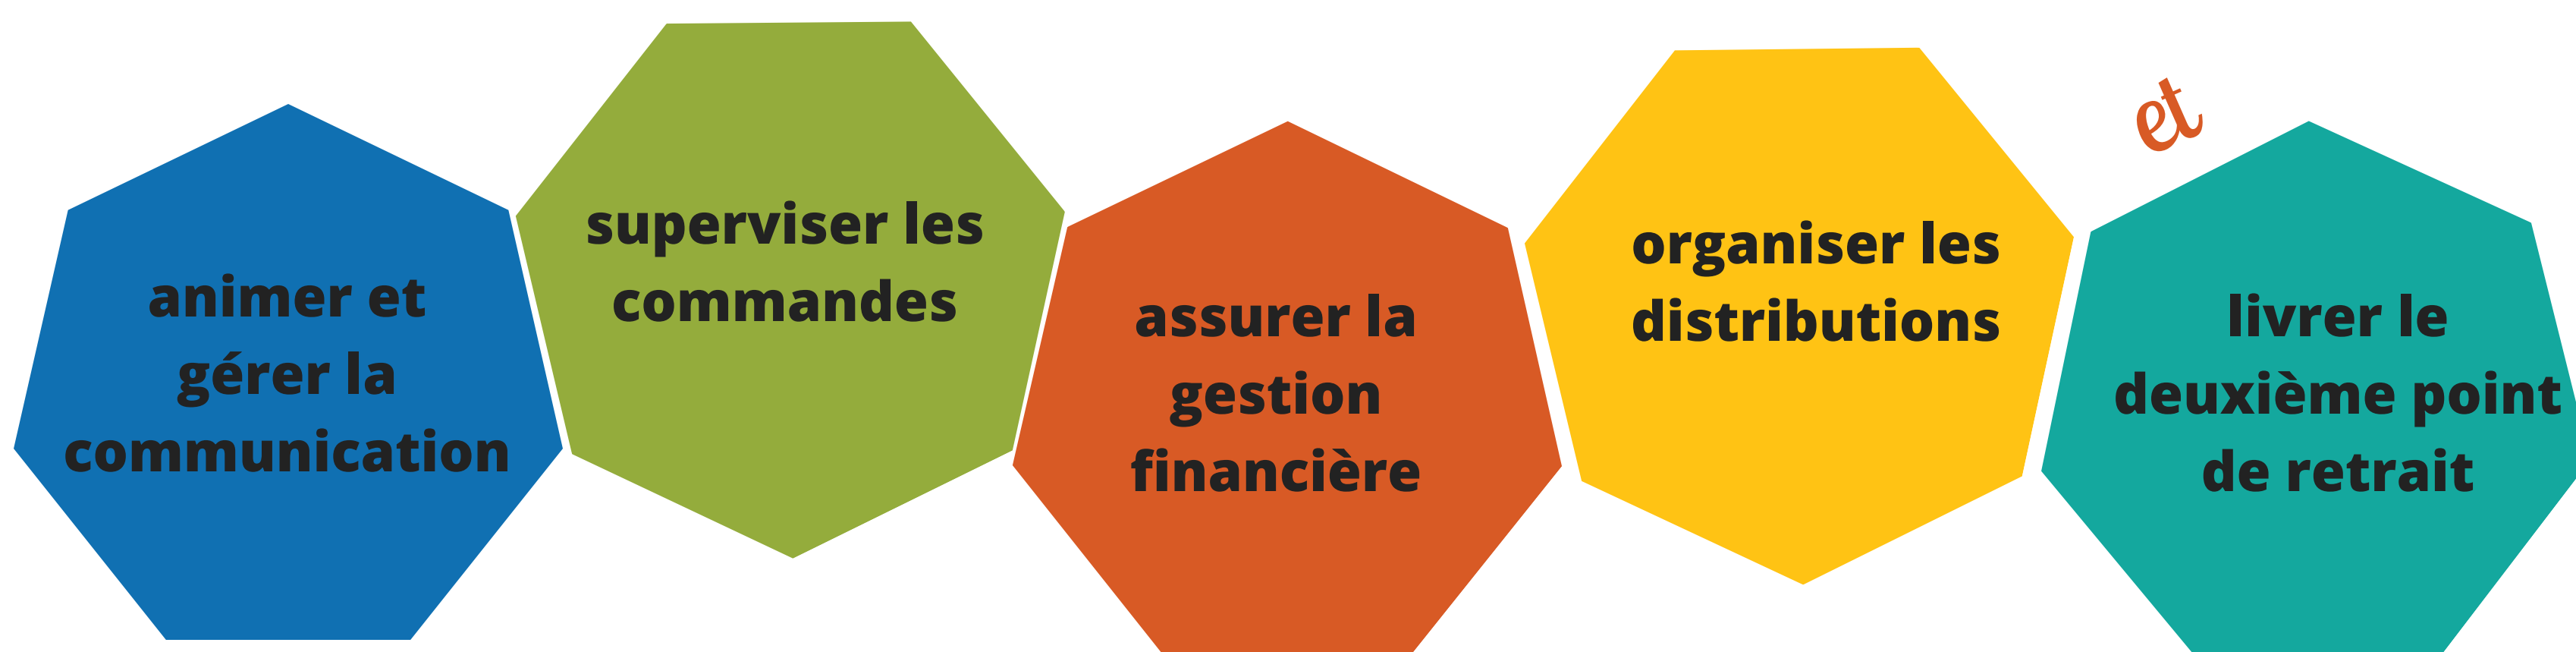 animer et
gérer la
communication
superviser les
commandes
assurer la
gestion
financière
organiser les
distributions
et
livrer le
deuxième point
de retrait